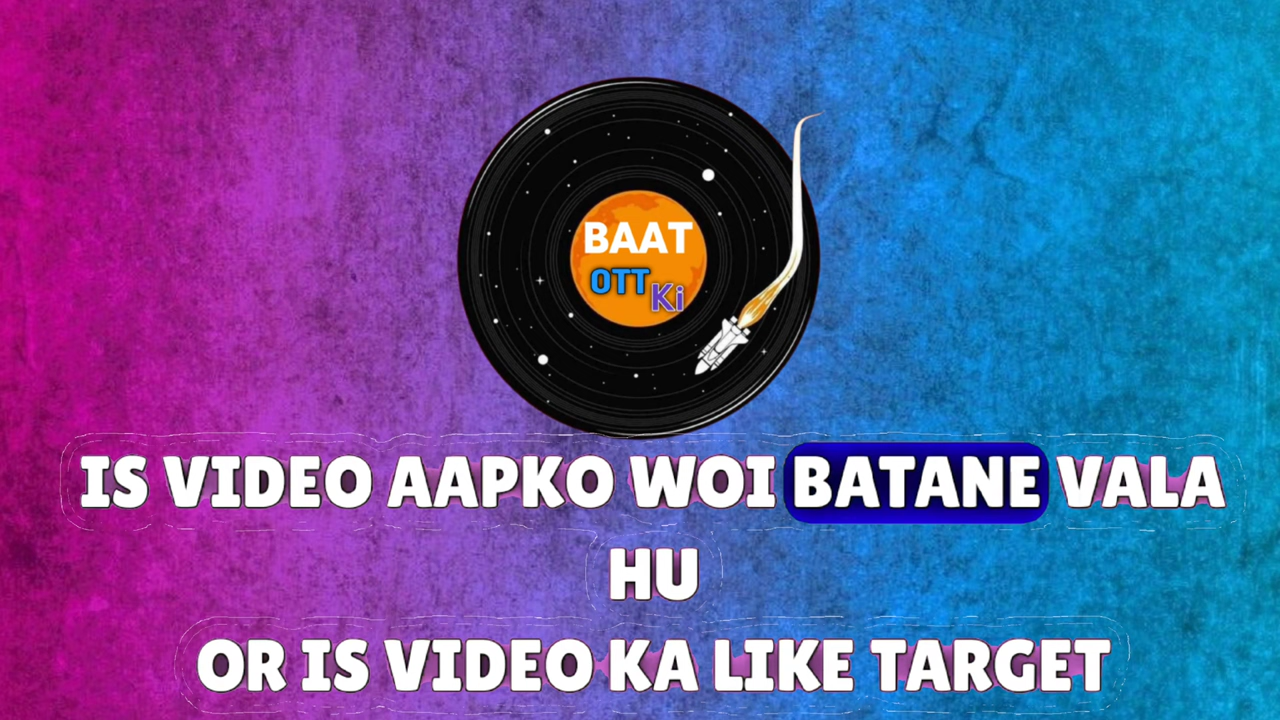 BAAT
OTT
Ki
IS VIDEO AAPKO WOI BATANE VALA
HU
OR IS VIDEO KA LIKE TARGET